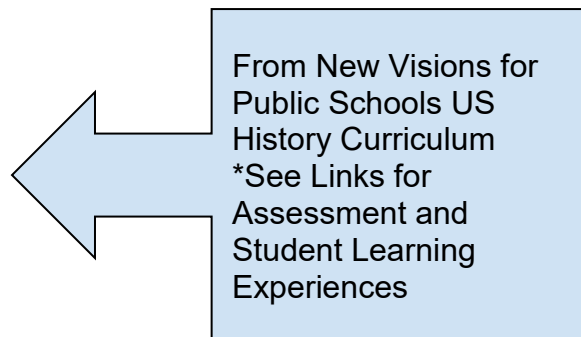 From New Visions for
Public Schools US
History Curriculum
*See Links for
Assessment and
Student Learning
Experiences